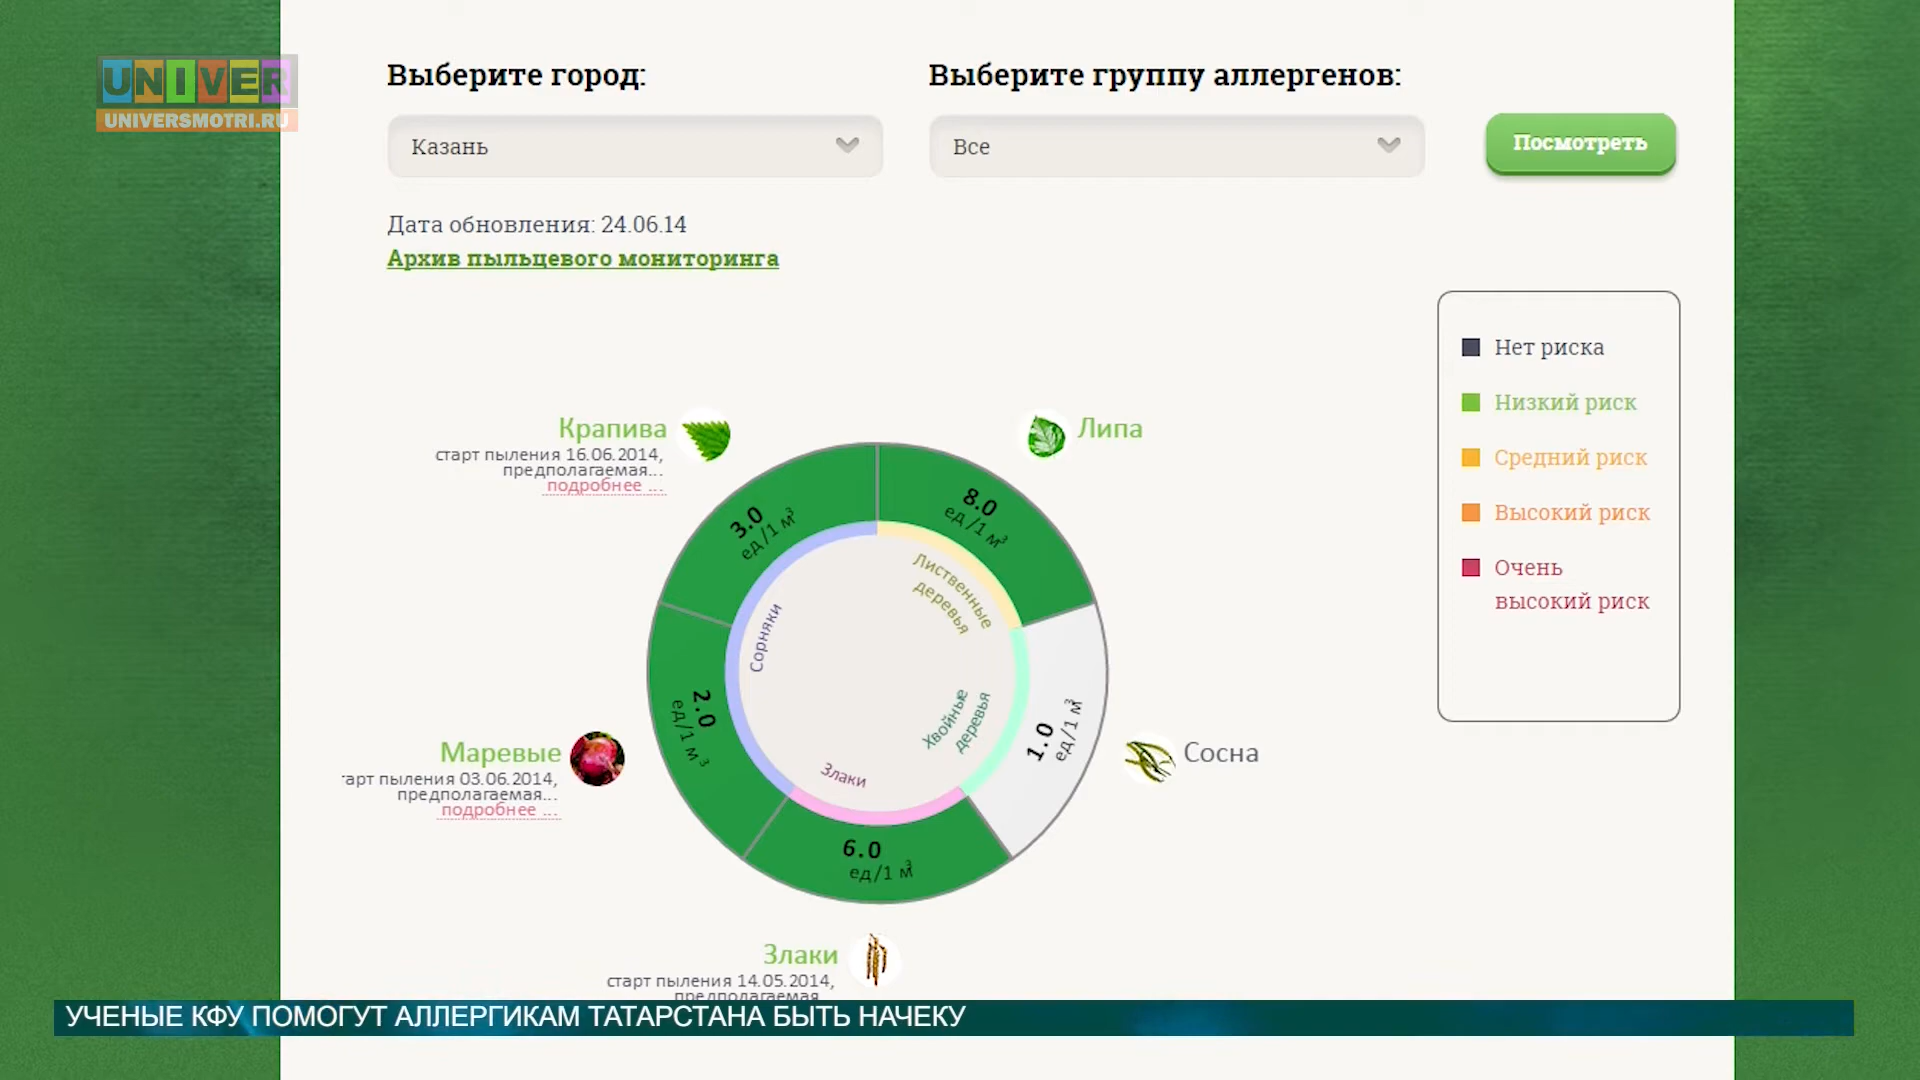 UNIVER
UNIVERSMOTRI.RU
Выберите город:
Выберите группу аллергенов:
Казань
Все
Посмотреть
Дата обновления: 24.06.14
Архив пыльцевого мониторинга
Нет риска
Низкий риск
Средний риск
Высокий риск
Очень
высокий риск
Крапива
старт пыления 16.06.2014,
предполагаемая...
подробнее ...
Липа
3.0
ед/1 м³
8.0
ед/1 м³
Лиственные
деревья
Сорняки
2.0
ед/1 м³
Хвойные
деревья
1.0
ед/1 м³
Злаки
6.0
ед/1 м³
Маревые
тарт пыления 03.06.2014,
предполагаемая...
подробнее ...
Сосна
Злаки
старт пыления 14.05.2014,
предполагаемая
УЧЕНЫЕ КФУ ПОМОГУТ АЛЛЕРГИКАМ ТАТАРСТАНА БЫТЬ НАЧЕКУ